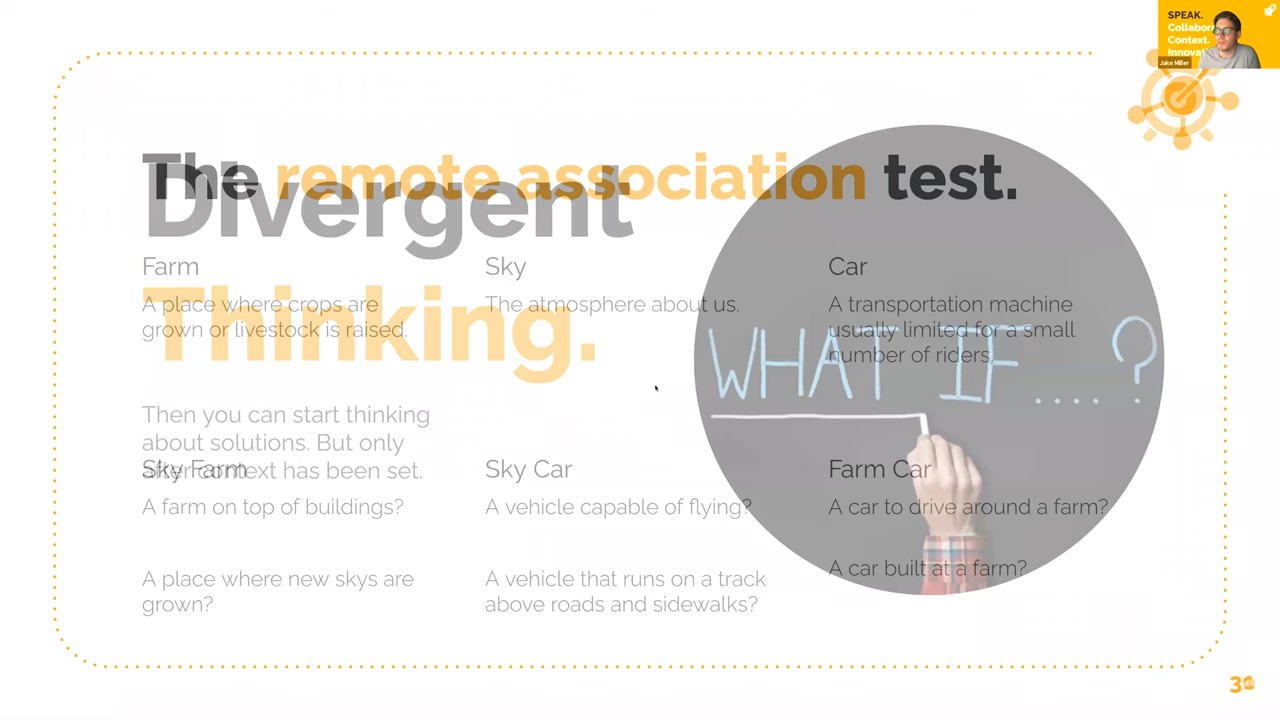 SPEAK.
Context.
Jake Miller
The remote association test.
Divergent
Thinking.
Farm
A place where crops are
grown or livestock is raised.
Sky
The atmosphere about us.
Car
A transportation machine
usually limited for a small
number of riders.
WHAT IF .... ?
Then you can start thinking
about solutions. But only
after context has been set.
Sky Farm
A farm on top of buildings?
A place where new skys are
grown?
Sky Car
A vehicle capable of flying?
A vehicle that runs on a track
above roads and sidewalks?
Farm Car
A car to drive around a farm?
A car built at a farm?